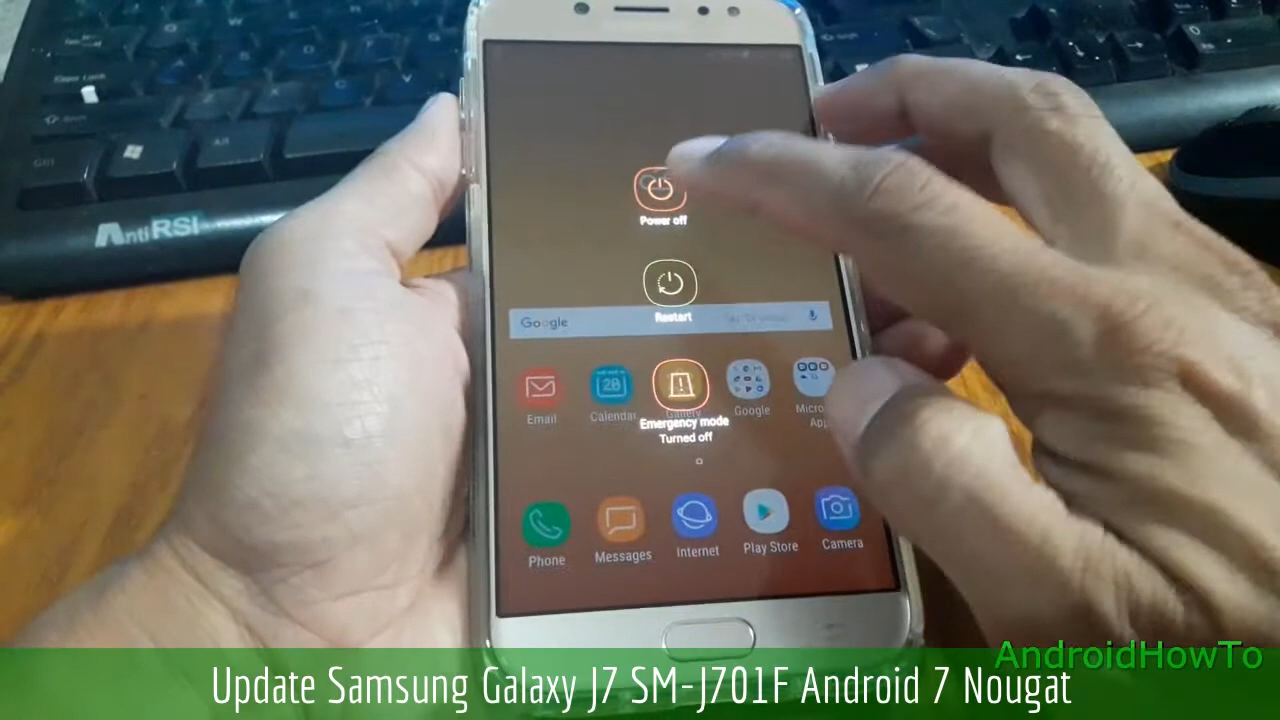 AntiRSI
Power off
Restart
Google
Email
Calendar
28
Google
Emergency mode
Turned off
Phone
Messages
Internet
Play Store
Camera
AndroidHowTo
Update Samsung Galaxy J7 SM-J701F Android 7 Nougat